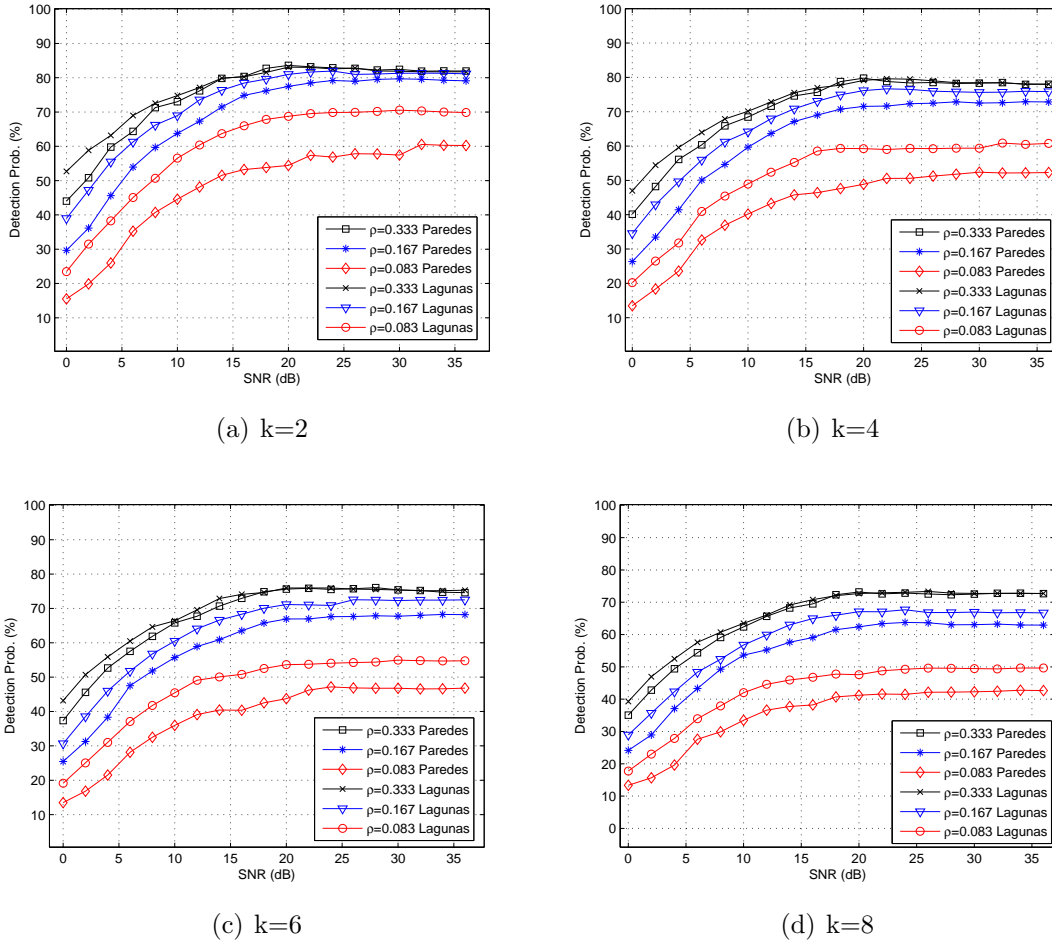 100
90
80
70
60
50
40
30
20
10
Detection Prob. (%)
0 5 10 15 20 25 30 35
SNR (dB)
ρ=0.333 Paredes
ρ=0.167 Paredes
ρ=0.083 Paredes
ρ=0.333 Lagunas
ρ=0.167 Lagunas
ρ=0.083 Lagunas
(a) k=2
100
90
80
70
60
50
40
30
20
10
Detection Prob. (%)
0 5 10 15 20 25 30 35
SNR (dB)
ρ=0.333 Paredes
ρ=0.167 Paredes
ρ=0.083 Paredes
ρ=0.333 Lagunas
ρ=0.167 Lagunas
ρ=0.083 Lagunas
(b) k=4
100
90
80
70
60
50
40
30
20
10
Detection Prob. (%)
0 5 10 15 20 25 30 35
SNR (dB)
ρ=0.333 Paredes
ρ=0.167 Paredes
ρ=0.083 Paredes
ρ=0.333 Lagunas
ρ=0.167 Lagunas
ρ=0.083 Lagunas
(c) k=6
100
90
80
70
60
50
40
30
20
10
0
Detection Prob. (%)
0 5 10 15 20 25 30 35
SNR (dB)
ρ=0.333 Paredes
ρ=0.167 Paredes
ρ=0.083 Paredes
ρ=0.333 Lagunas
ρ=0.167 Lagunas
ρ=0.083 Lagunas
(d) k=8